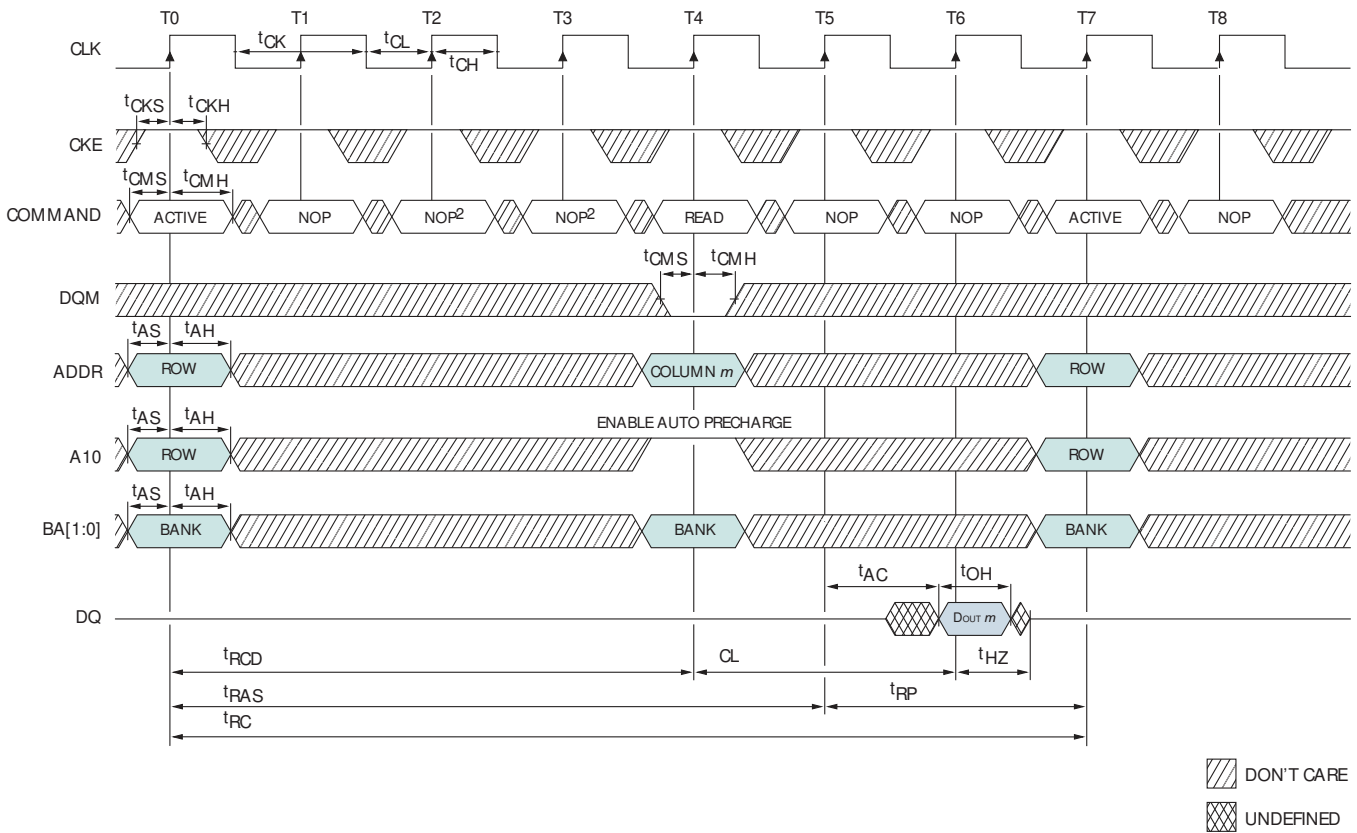 T0 T1 T2 T3 T4 T5 T6 T7 T8
CLK
tCK tCL
tCH
tCKS tCKH
CKE
tCMS tCMH
COMMAND ACTIVE NOP NOP2 NOP2 READ NOP NOP ACTIVE NOP
tCMS tCMH
DQM
tAS tAH
ADDR ROW COLUMN m ROW
tAS tAH ENABLE AUTO PRECHARGE
A10 ROW ROW
tAS tAH
BA[1:0] BANK BANK BANK
tAC tOH
DQ DOUT m
tRCD CL tHZ
tRAS tRP
tRC
DON'T CARE
UNDEFINED